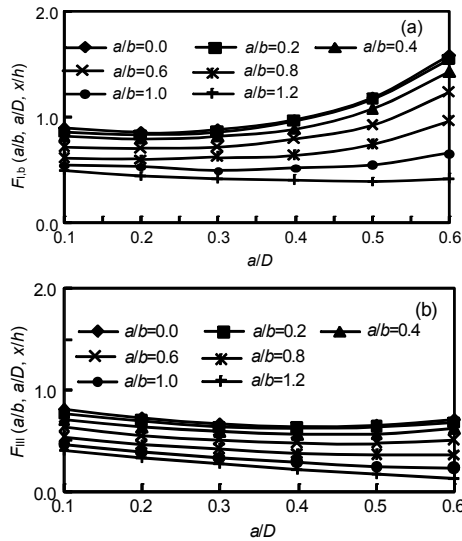 (a)
2.0
a/b=0.0 a/b=0.2 a/b=0.4
a/b=0.6 a/b=0.8
a/b=1.0 a/b=1.2
1.0
0.0
F_{I,b} (a/b, a/D, x/h)
0.1 0.2 0.3 0.4 0.5 0.6
a/D
(b)
2.0
a/b=0.0 a/b=0.2 a/b=0.4
a/b=0.6 a/b=0.8
a/b=1.0 a/b=1.2
1.0
0.0
F_{III} (a/b, a/D, x/h)
0.1 0.2 0.3 0.4 0.5 0.6
a/D